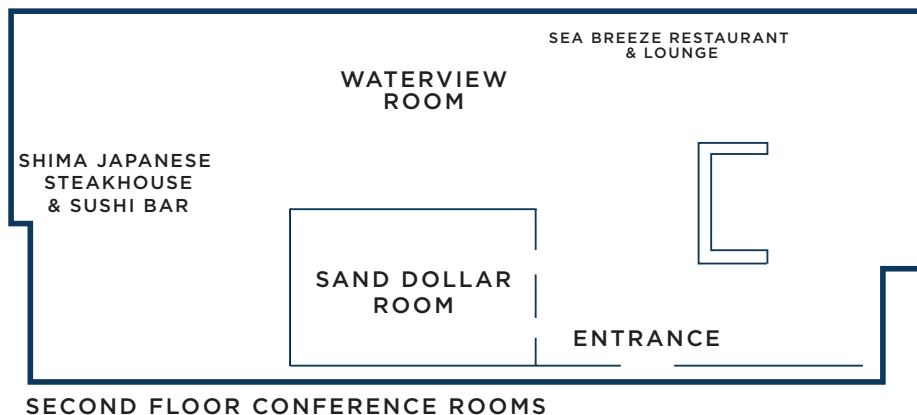 SEA BREEZE RESTAURANT
& LOUNGE
WATERVIEW
ROOM
SHIMA JAPANESE
STEAKHOUSE
& SUSHI BAR
SAND DOLLAR
ROOM
ENTRANCE
SECOND FLOOR CONFERENCE ROOMS